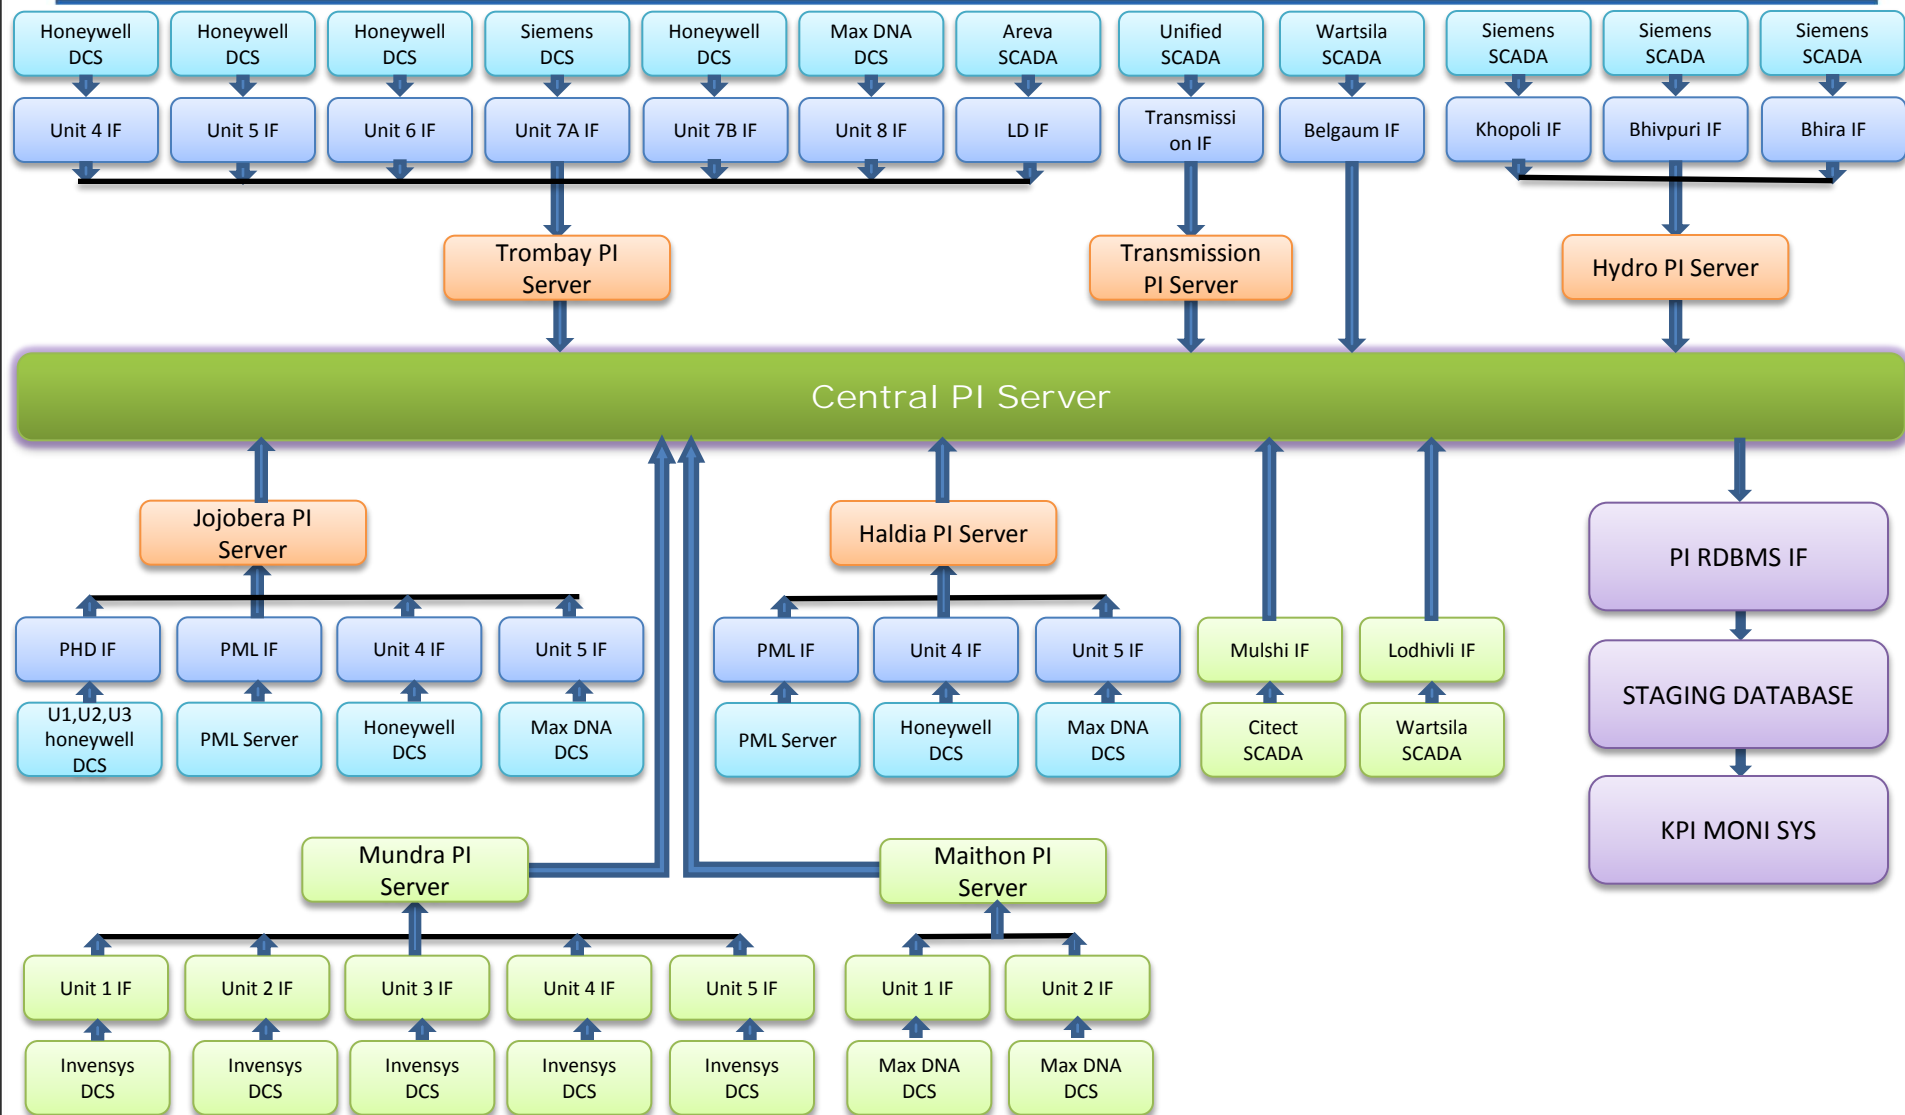 Honeywell
DCS
Honeywell
DCS
Honeywell
DCS
Siemens
DCS
Honeywell
DCS
Max DNA
DCS
Areva
SCADA
Unified
SCADA
Wartsila
SCADA
Siemens
SCADA
Siemens
SCADA
Siemens
SCADA
Unit 4 IF
Unit 5 IF
Unit 6 IF
Unit 7A IF
Unit 7B IF
Unit 8 IF
LD IF
Transmissi
on IF
Belgaum IF
Khopoli IF
Bhivpuri IF
Bhira IF
Trombay PI
Server
Transmission
PI Server
Hydro PI Server
Central PI Server
Jojobera PI
Server
Haldia PI Server
PI RDBMS IF
PHD IF
PML IF
Unit 4 IF
Unit 5 IF
PML IF
Unit 4 IF
Unit 5 IF
Mulshi IF
Lodhivli IF
STAGING DATABASE
U1,U2,U3
honeywell
DCS
PML Server
Honeywell
DCS
Max DNA
DCS
PML Server
Honeywell
DCS
Max DNA
DCS
Citect
SCADA
Wartsila
SCADA
KPI MONI SYS
Mundra PI
Server
Maithon PI
Server
Unit 1 IF
Unit 2 IF
Unit 3 IF
Unit 4 IF
Unit 5 IF
Unit 1 IF
Unit 2 IF
Invensys
DCS
Invensys
DCS
Invensys
DCS
Invensys
DCS
Invensys
DCS
Max DNA
DCS
Max DNA
DCS